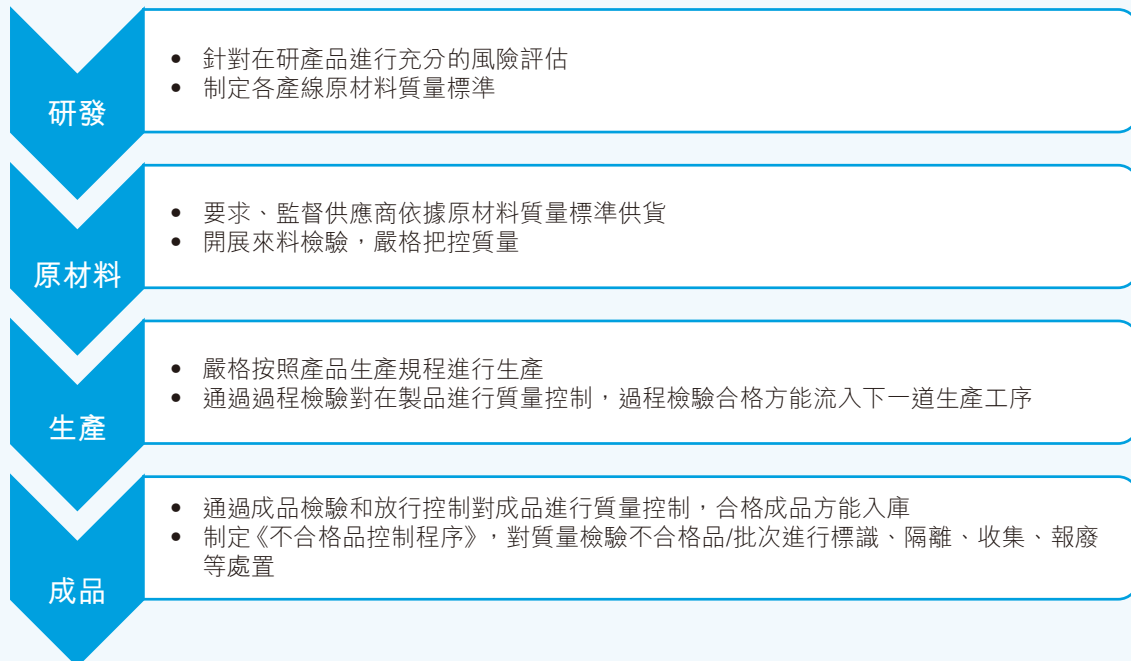 研發
• 針對在研產品進行充分的風險評估
• 制定各產線原材料質量標準
原材料
• 要求、監督供應商依據原材料質量標準供貨
• 開展來料檢驗，嚴格把控質量
生產
• 嚴格按照產品生產規程進行生產
• 通過過程檢驗對在製品進行質量控制，過程檢驗合格方能流入下一道生產工序
成品
• 通過成品檢驗和放行控制對成品進行質量控制，合格成品方能入庫
• 制定《不合格品控制程序》，對質量檢驗不合格品/批次進行標識、隔離、收集、報廢
等處置